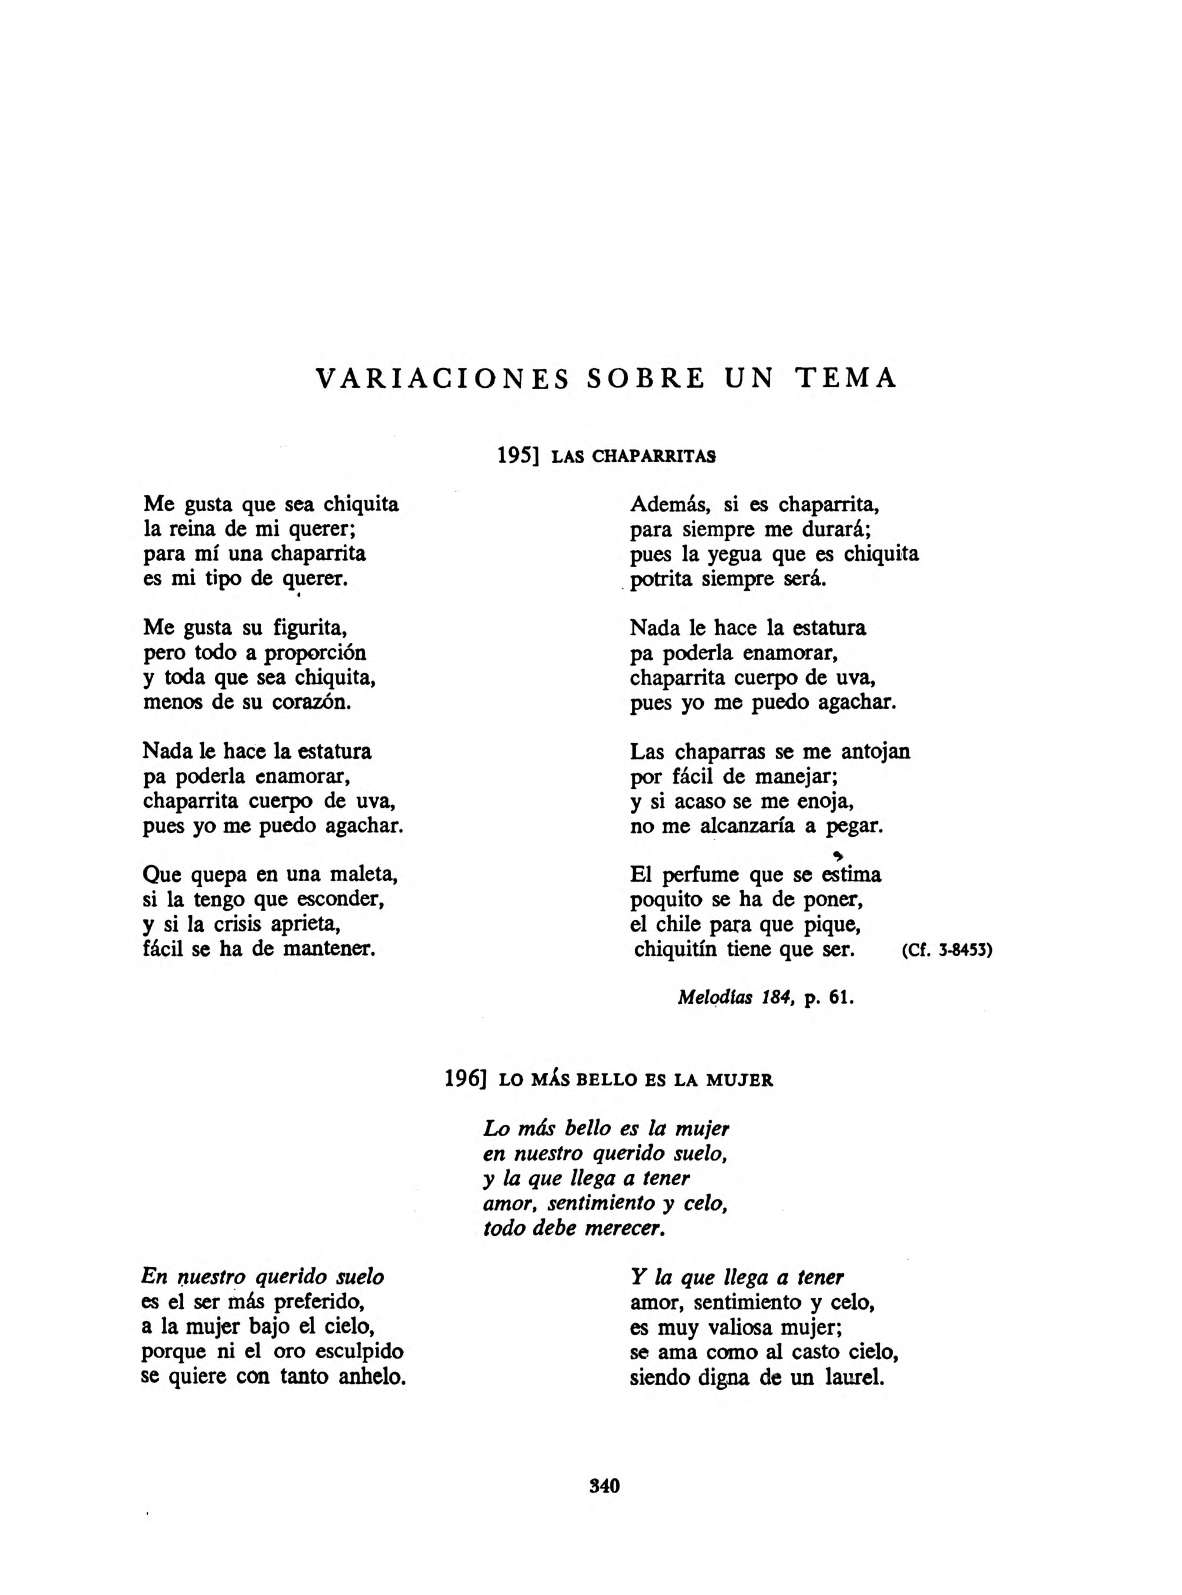 VARIACIONES SOBRE UN TEMA
195] LAS CHAPARRITAS
Me gusta que sea chiquita
la reina de mi querer;
para mí una chaparrita
es mi tipo de querer.
Me gusta su figurita,
pero todo a proporción
y toda que sea chiquita,
menos de su corazón.
Nada le hace la estatura
pa poderla enamorar,
chaparrita cuerpo de uva,
pues yo me puedo agachar.
Que quepa en una maleta,
si la tengo que esconder,
y si la crisis aprieta,
fácil se ha de mantener.
Además, si es chaparrita,
para siempre me durará;
pues la yegua que es chiquita
potrita siempre será.
Nada le hace la estatura
pa poderla enamorar,
chaparrita cuerpo de uva,
pues yo me puedo agachar.
Las chaparras se me antojan
por fácil de manejar;
y si acaso se me enoja,
no me alcanzaría a pegar.
El perfume que se estima
poquito se ha de poner,
el chile para que pique,
chiquitín tiene que ser. (Cf. 3-8453)
Melodías 184, p. 61.
196] LO MÁS BELLO ES LA MUJER
Lo más bello es la mujer
en nuestro querido suelo,
y la que llega a tener
amor, sentimiento y celo,
todo debe merecer.
En nuestro querido suelo
es el ser más preferido,
a la mujer bajo el cielo,
porque ni el oro esculpido
se quiere con tanto anhelo.
Y la que llega a tener
amor, sentimiento y celo,
es muy valiosa mujer;
se ama como al casto cielo,
siendo digna de un laurel.
340